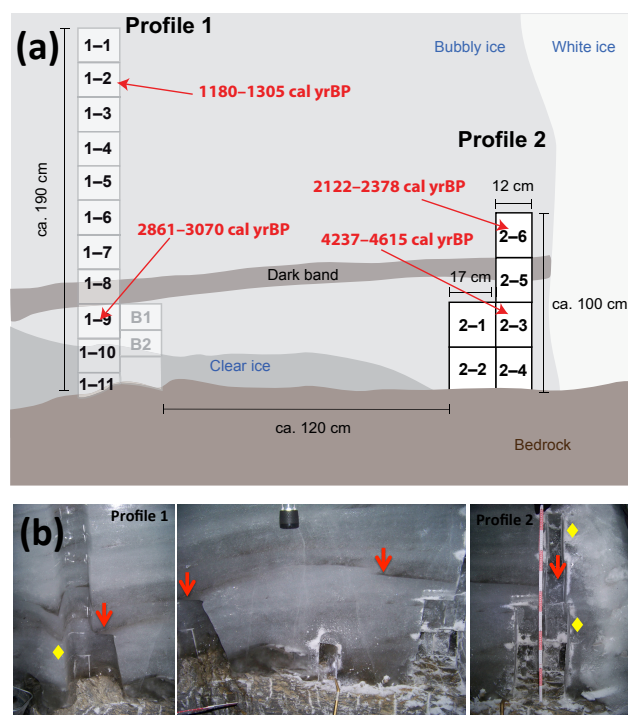 (a)
Profile 1
Bubbly ice
White ice
1–1
1–2
1180–1305 cal yrBP
1–3
1–4
Profile 2
1–5
2122–2378 cal yrBP
12 cm
ca. 190 cm
1–6
2861–3070 cal yrBP
2–6
4237–4615 cal yrBP
1–7
Dark band
17 cm
1–8
2–5
ca. 100 cm
1–9
B1
2–1
2–3
B2
1–10
Clear ice
2–2
2–4
1–11
ca. 120 cm
Bedrock
(b)
Profile 1
Profile 2